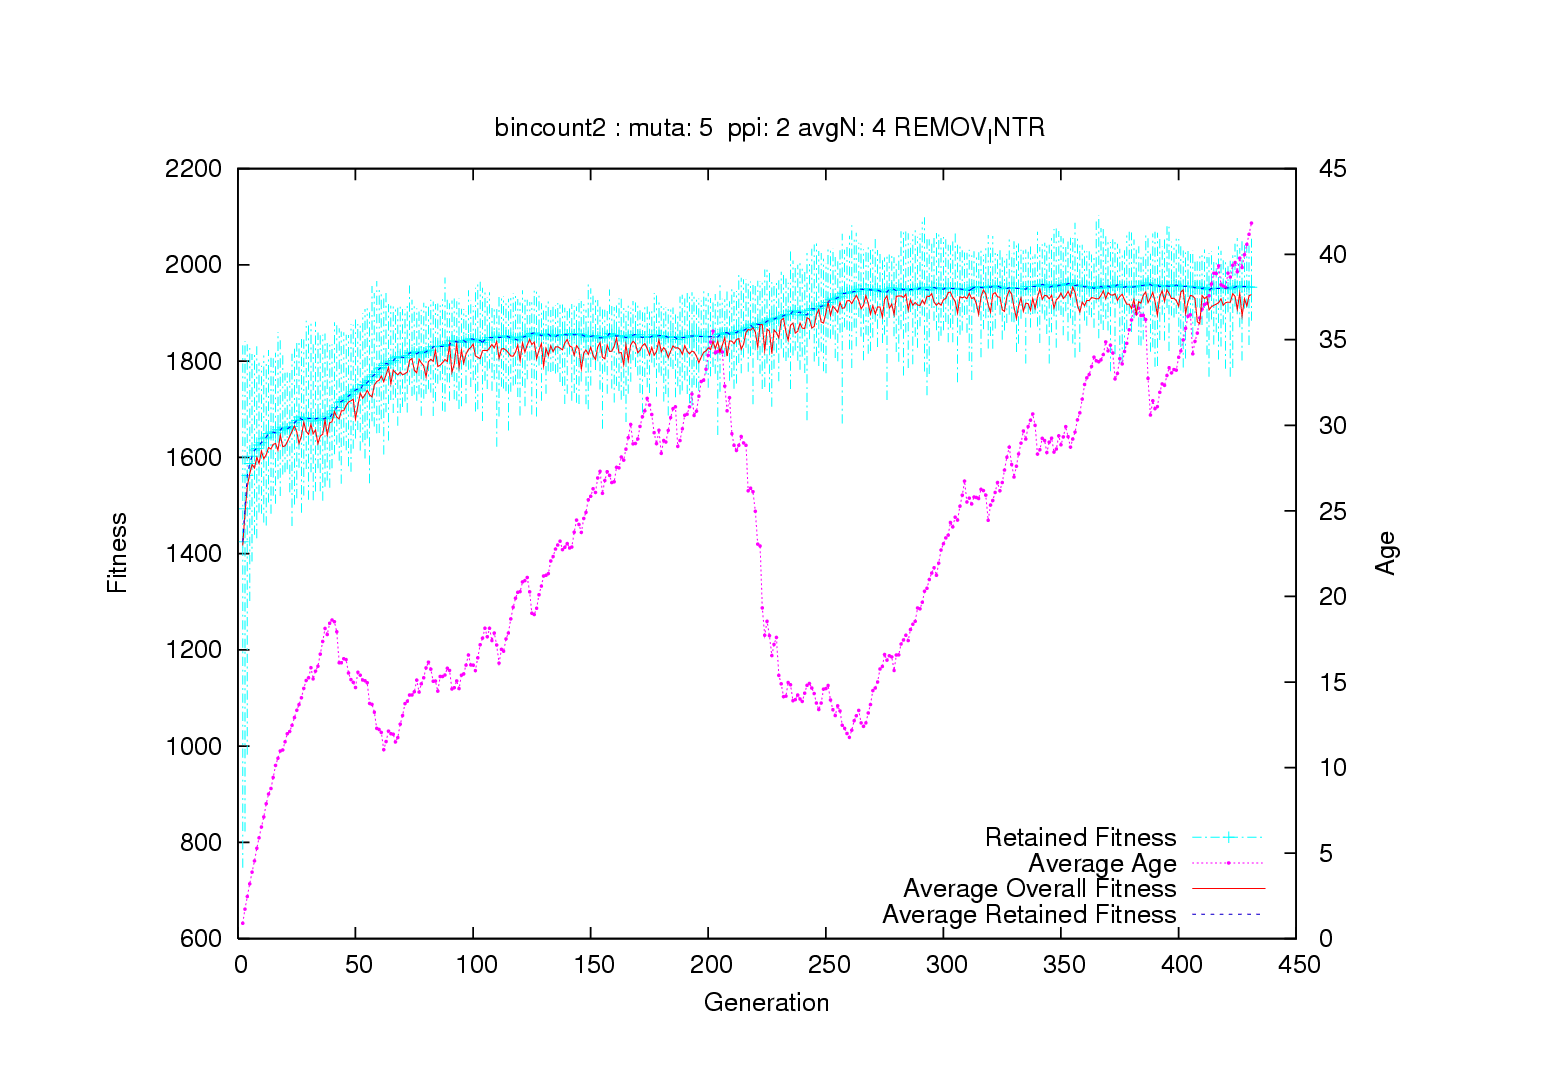 bincount2 : muta: 5  ppi: 2 avgN: 4 REMOV_INTR
2200
2000
1800
1600
1400
1200
1000
800
600
45
40
35
30
25
20
15
10
5
0
Fitness
Age
Retained Fitness
Average Age
Average Overall Fitness
Average Retained Fitness
0 50 100 150 200 250 300 350 400 450
Generation